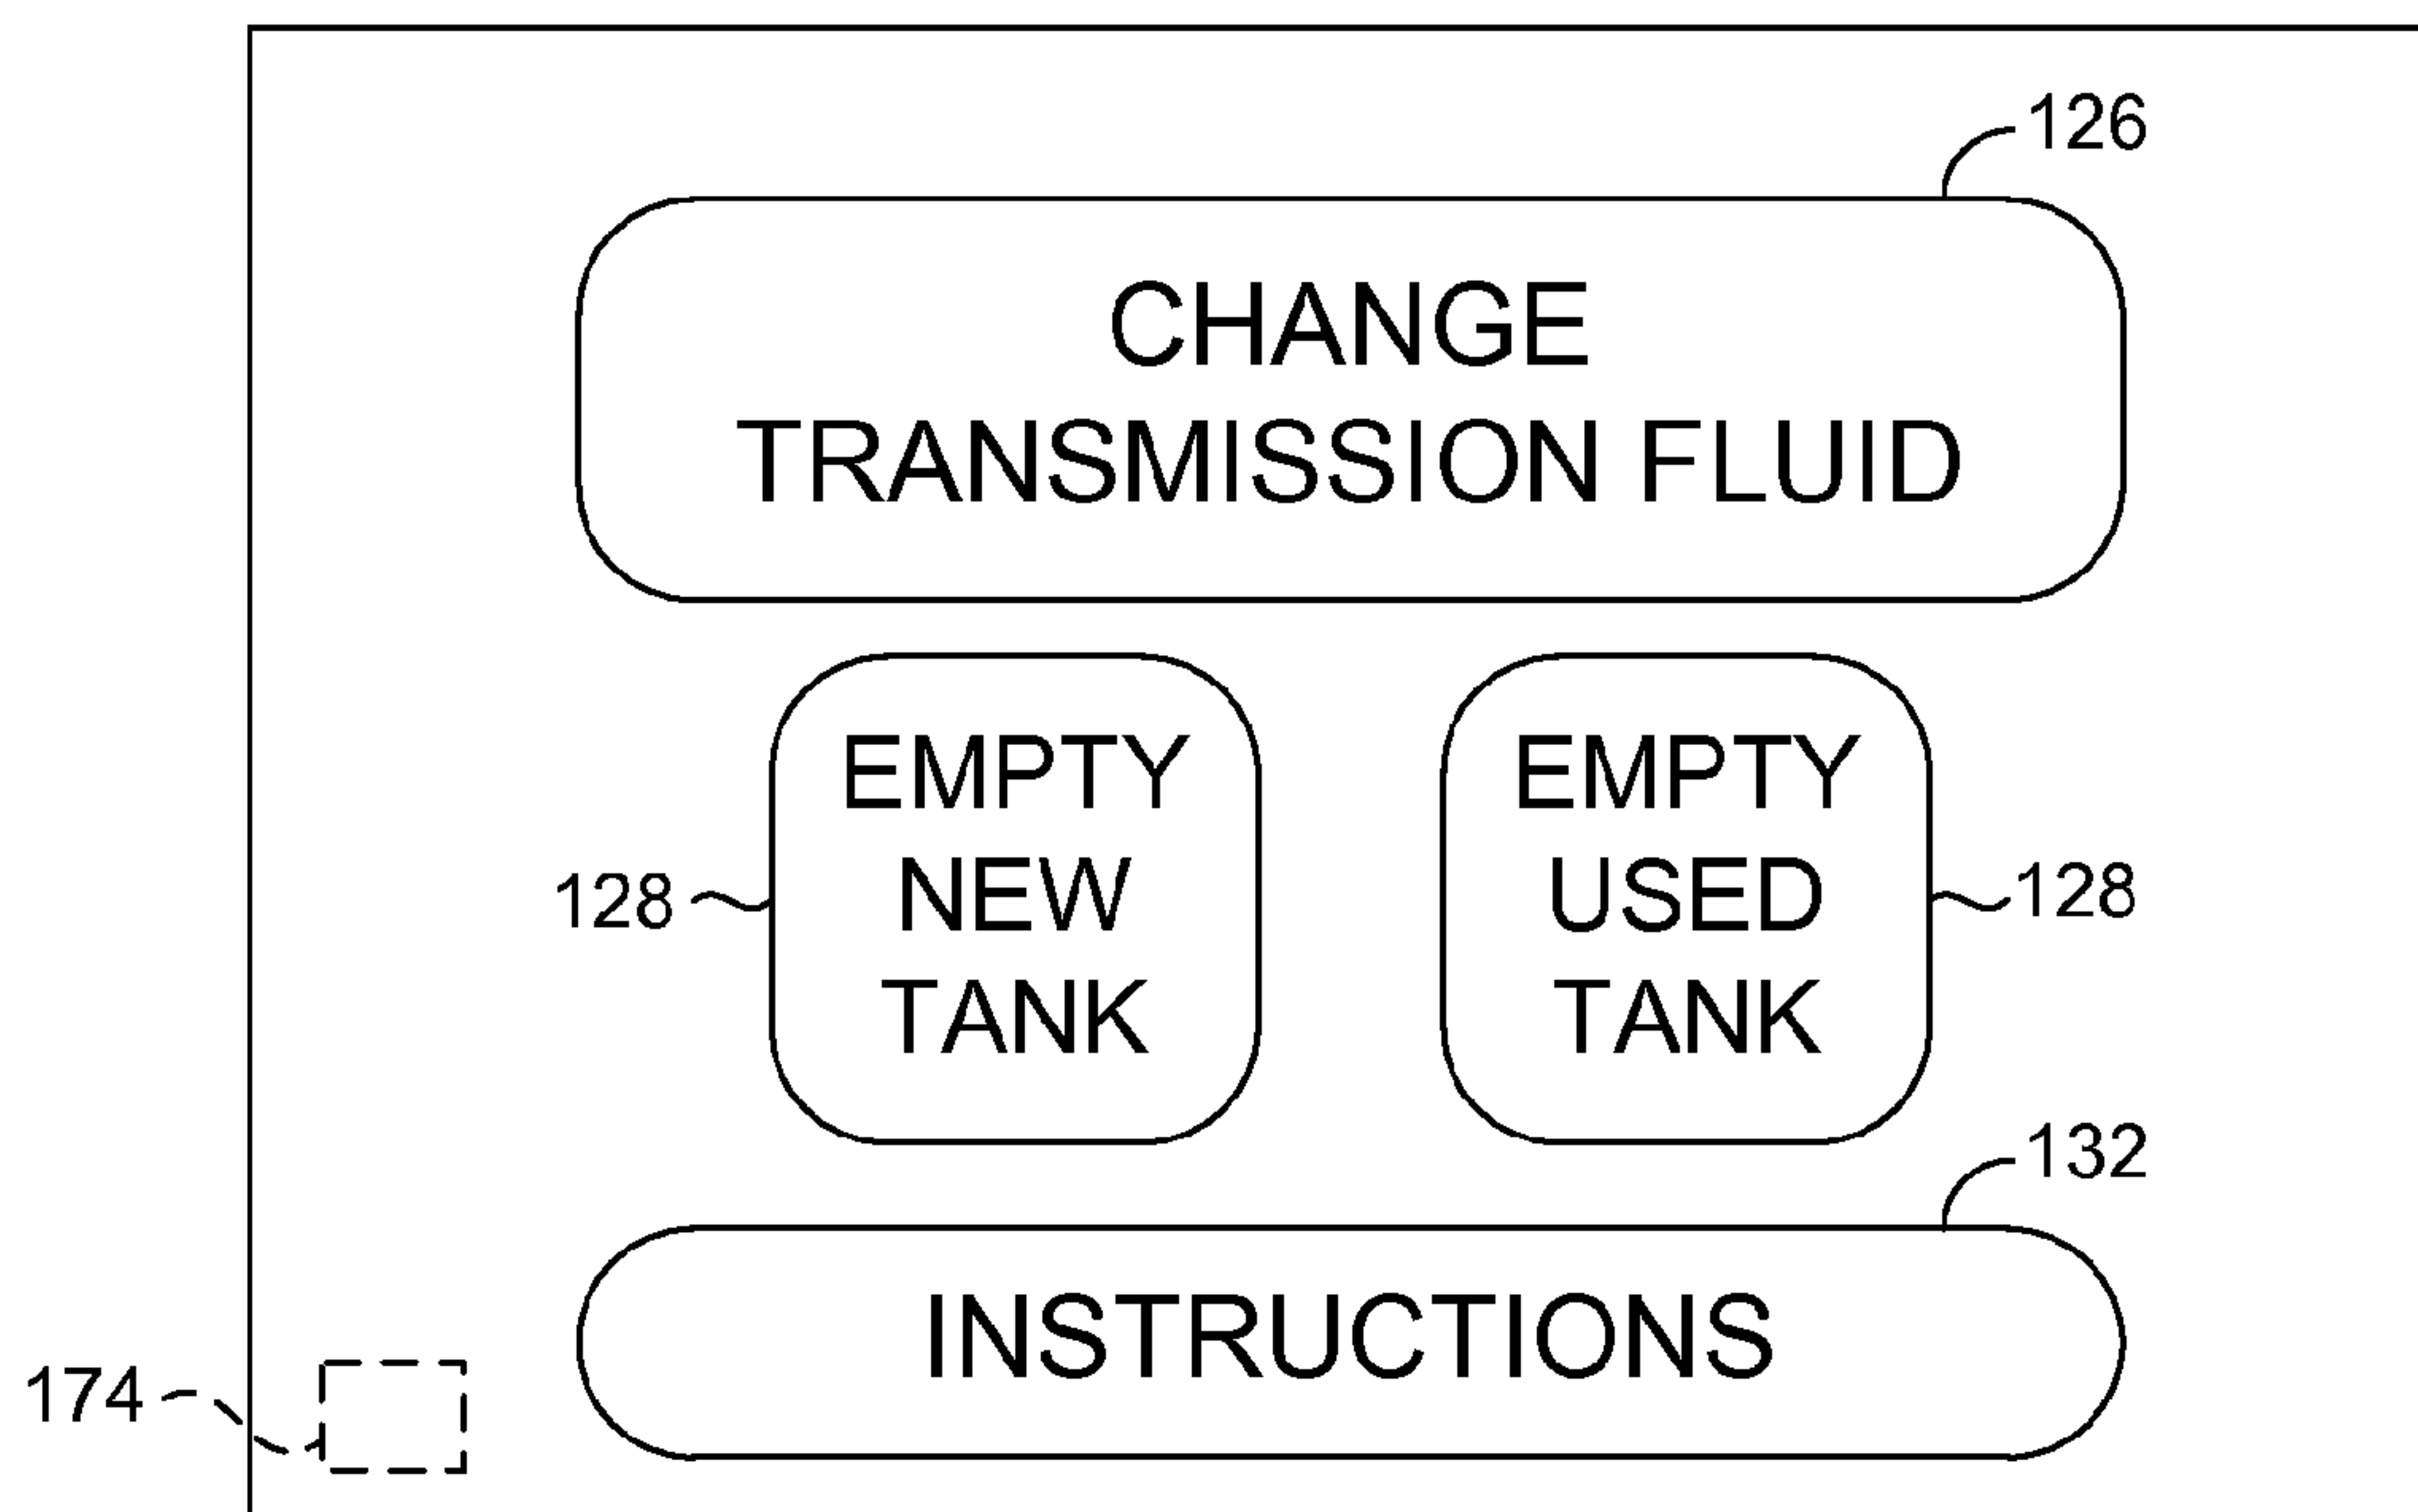 126
CHANGE
TRANSMISSION FLUID
EMPTY
NEW
TANK
128
EMPTY
USED
TANK
128
132
INSTRUCTIONS
174